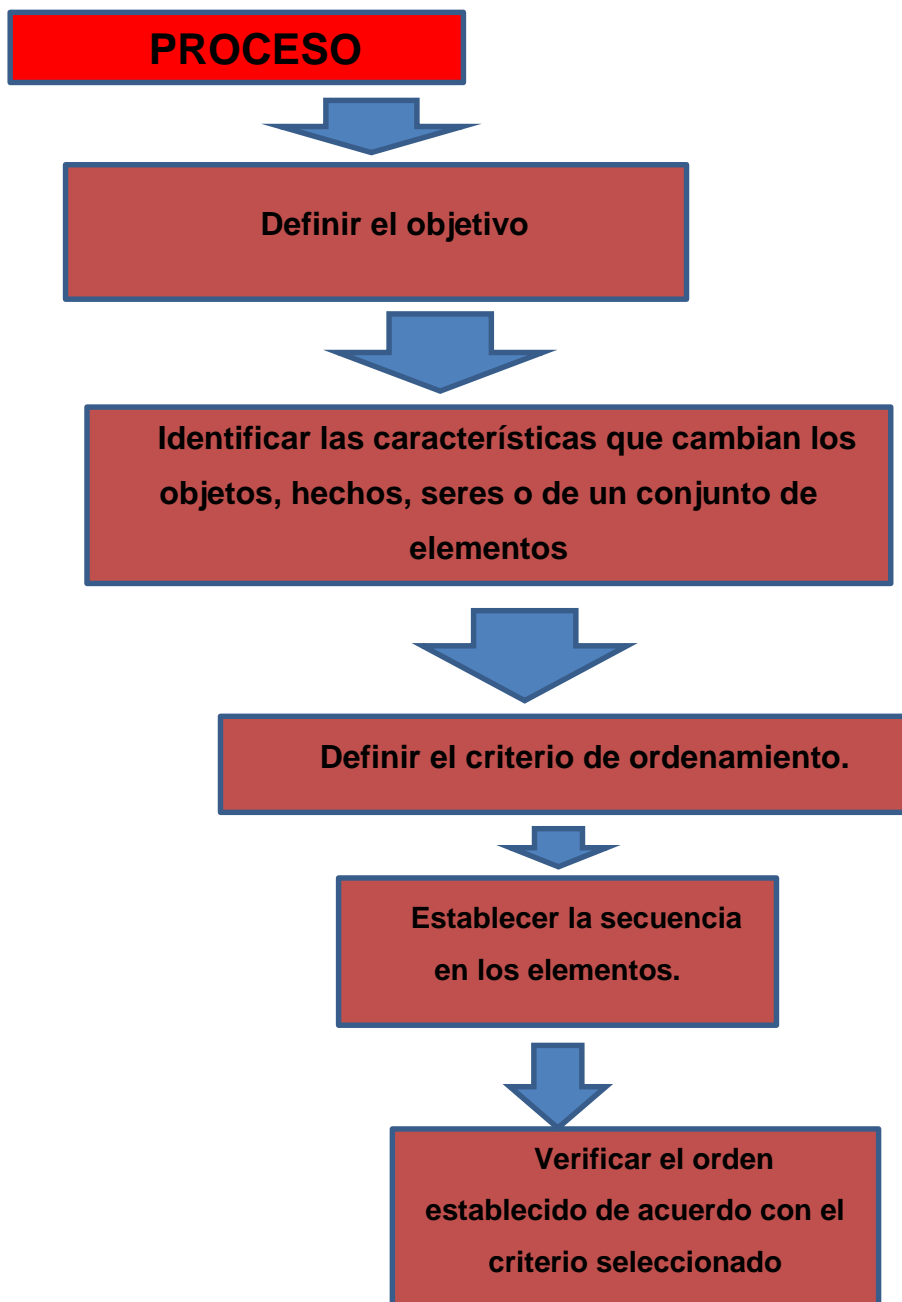 PROCESO
Definir el objetivo
Identificar las característícas que cambian los
objetos, hechos, seres o de un conjunto de
elementos
Definir el criterio de ordenamiento.
Establecer la secuencia
en los elementos.
Verificar el orden
establecido de acuerdo con el
criterio seleccionado